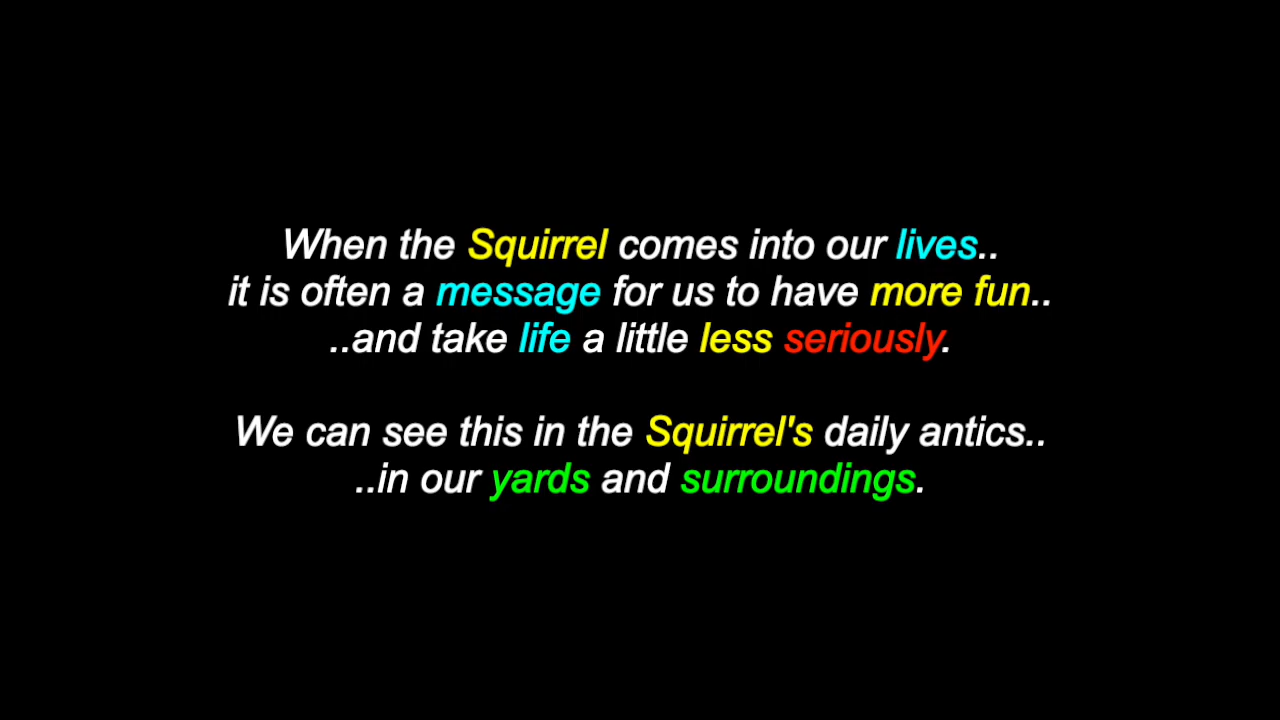 When the Squirrel comes into our lives..
it is often a message for us to have more fun..
..and take life a little less seriously.
We can see this in the Squirrel's daily antics..
..in our yards and surroundings.